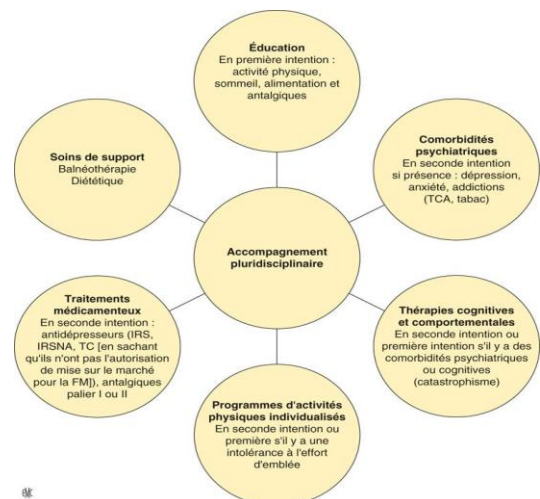 Éducation
En première intention :
activité physique,
sommeil, alimentation et
antalgiques
Comorbidités
psychiatriques
En seconde intention
si présence : dépression,
anxiété, addictions
(TCA, tabac)
Soins de support
Balnéothérapie
Diététique
Accompagnement
pluridisciplinaire
Traitements
médicamenteux
En seconde intention :
antidépresseurs (IRS,
IRSNA, TC [en sachant
qu'ils n'ont pas l'autorisation
de mise sur le marché
pour la FM]), antalgiques
palier I ou II
Thérapies cognitives
et comportementales
En seconde intention ou
première intention s'il y a des
comorbidités psychiatriques
ou cognitives
(catastrophisme)
Programmes d'activités
physiques individualisés
En seconde intention ou
première s'il y a une
intolérance à l'effort
d'emblée